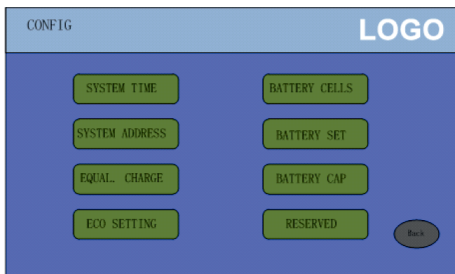 CONFIG
LOGO
SYSTEM TIME
BATTERY CELLS
SYSTEM ADDRESS
BATTERY SET
EQUAL. CHARGE
BATTERY CAP
ECO SETTING
RESERVED
Back